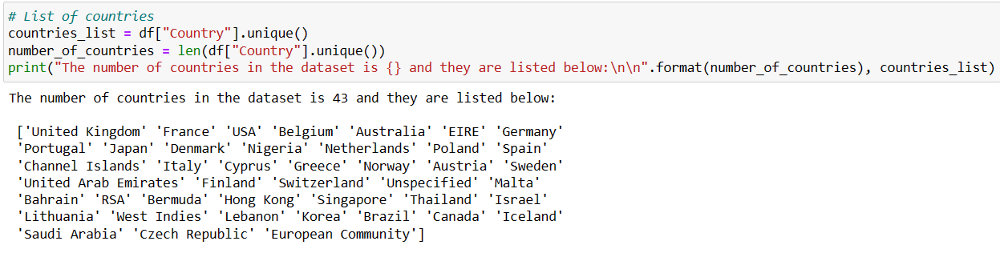 # List of countries
countries_list = df["Country"].unique()
number_of_countries = len(df["Country"].unique())
print("The number of countries in the dataset is {} and they are listed below:\n\n".format(number_of_countries), countries_list)
The number of countries in the dataset is 43 and they are listed below:
['United Kingdom' 'France' 'USA' 'Belgium' 'Australia' 'EIRE' 'Germany'
'Portugal' 'Japan' 'Denmark' 'Nigeria' 'Netherlands' 'Poland' 'Spain'
'Channel Islands' 'Italy' 'Cyprus' 'Greece' 'Norway' 'Austria' 'Sweden'
'United Arab Emirates' 'Finland' 'Switzerland' 'Unspecified' 'Malta'
'Bahrain' 'RSA' 'Bermuda' 'Hong Kong' 'Singapore' 'Thailand' 'Israel'
'Lithuania' 'West Indies' 'Lebanon' 'Korea' 'Brazil' 'Canada' 'Iceland'
'Saudi Arabia' 'Czech Republic' 'European Community']